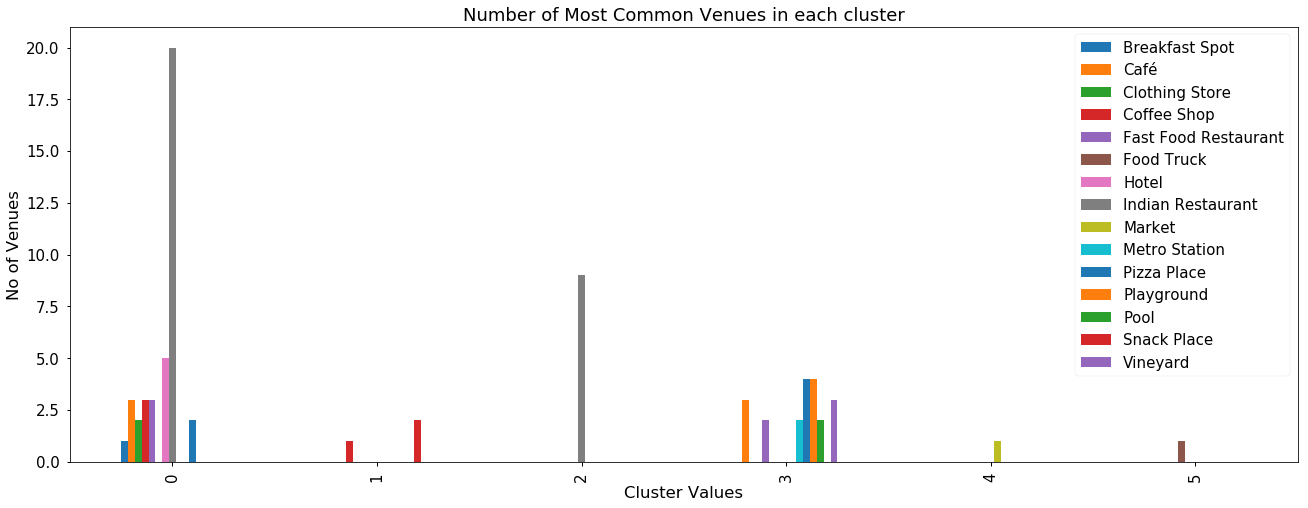 Number of Most Common Venues in each cluster
No of Venues
20.0
17.5
15.0
12.5
10.0
7.5
5.0
2.5
0.0
Breakfast Spot
Café
Clothing Store
Coffee Shop
Fast Food Restaurant
Food Truck
Hotel
Indian Restaurant
Market
Metro Station
Pizza Place
Playground
Pool
Snack Place
Vineyard
0
1
2
3
4
5
Cluster Values